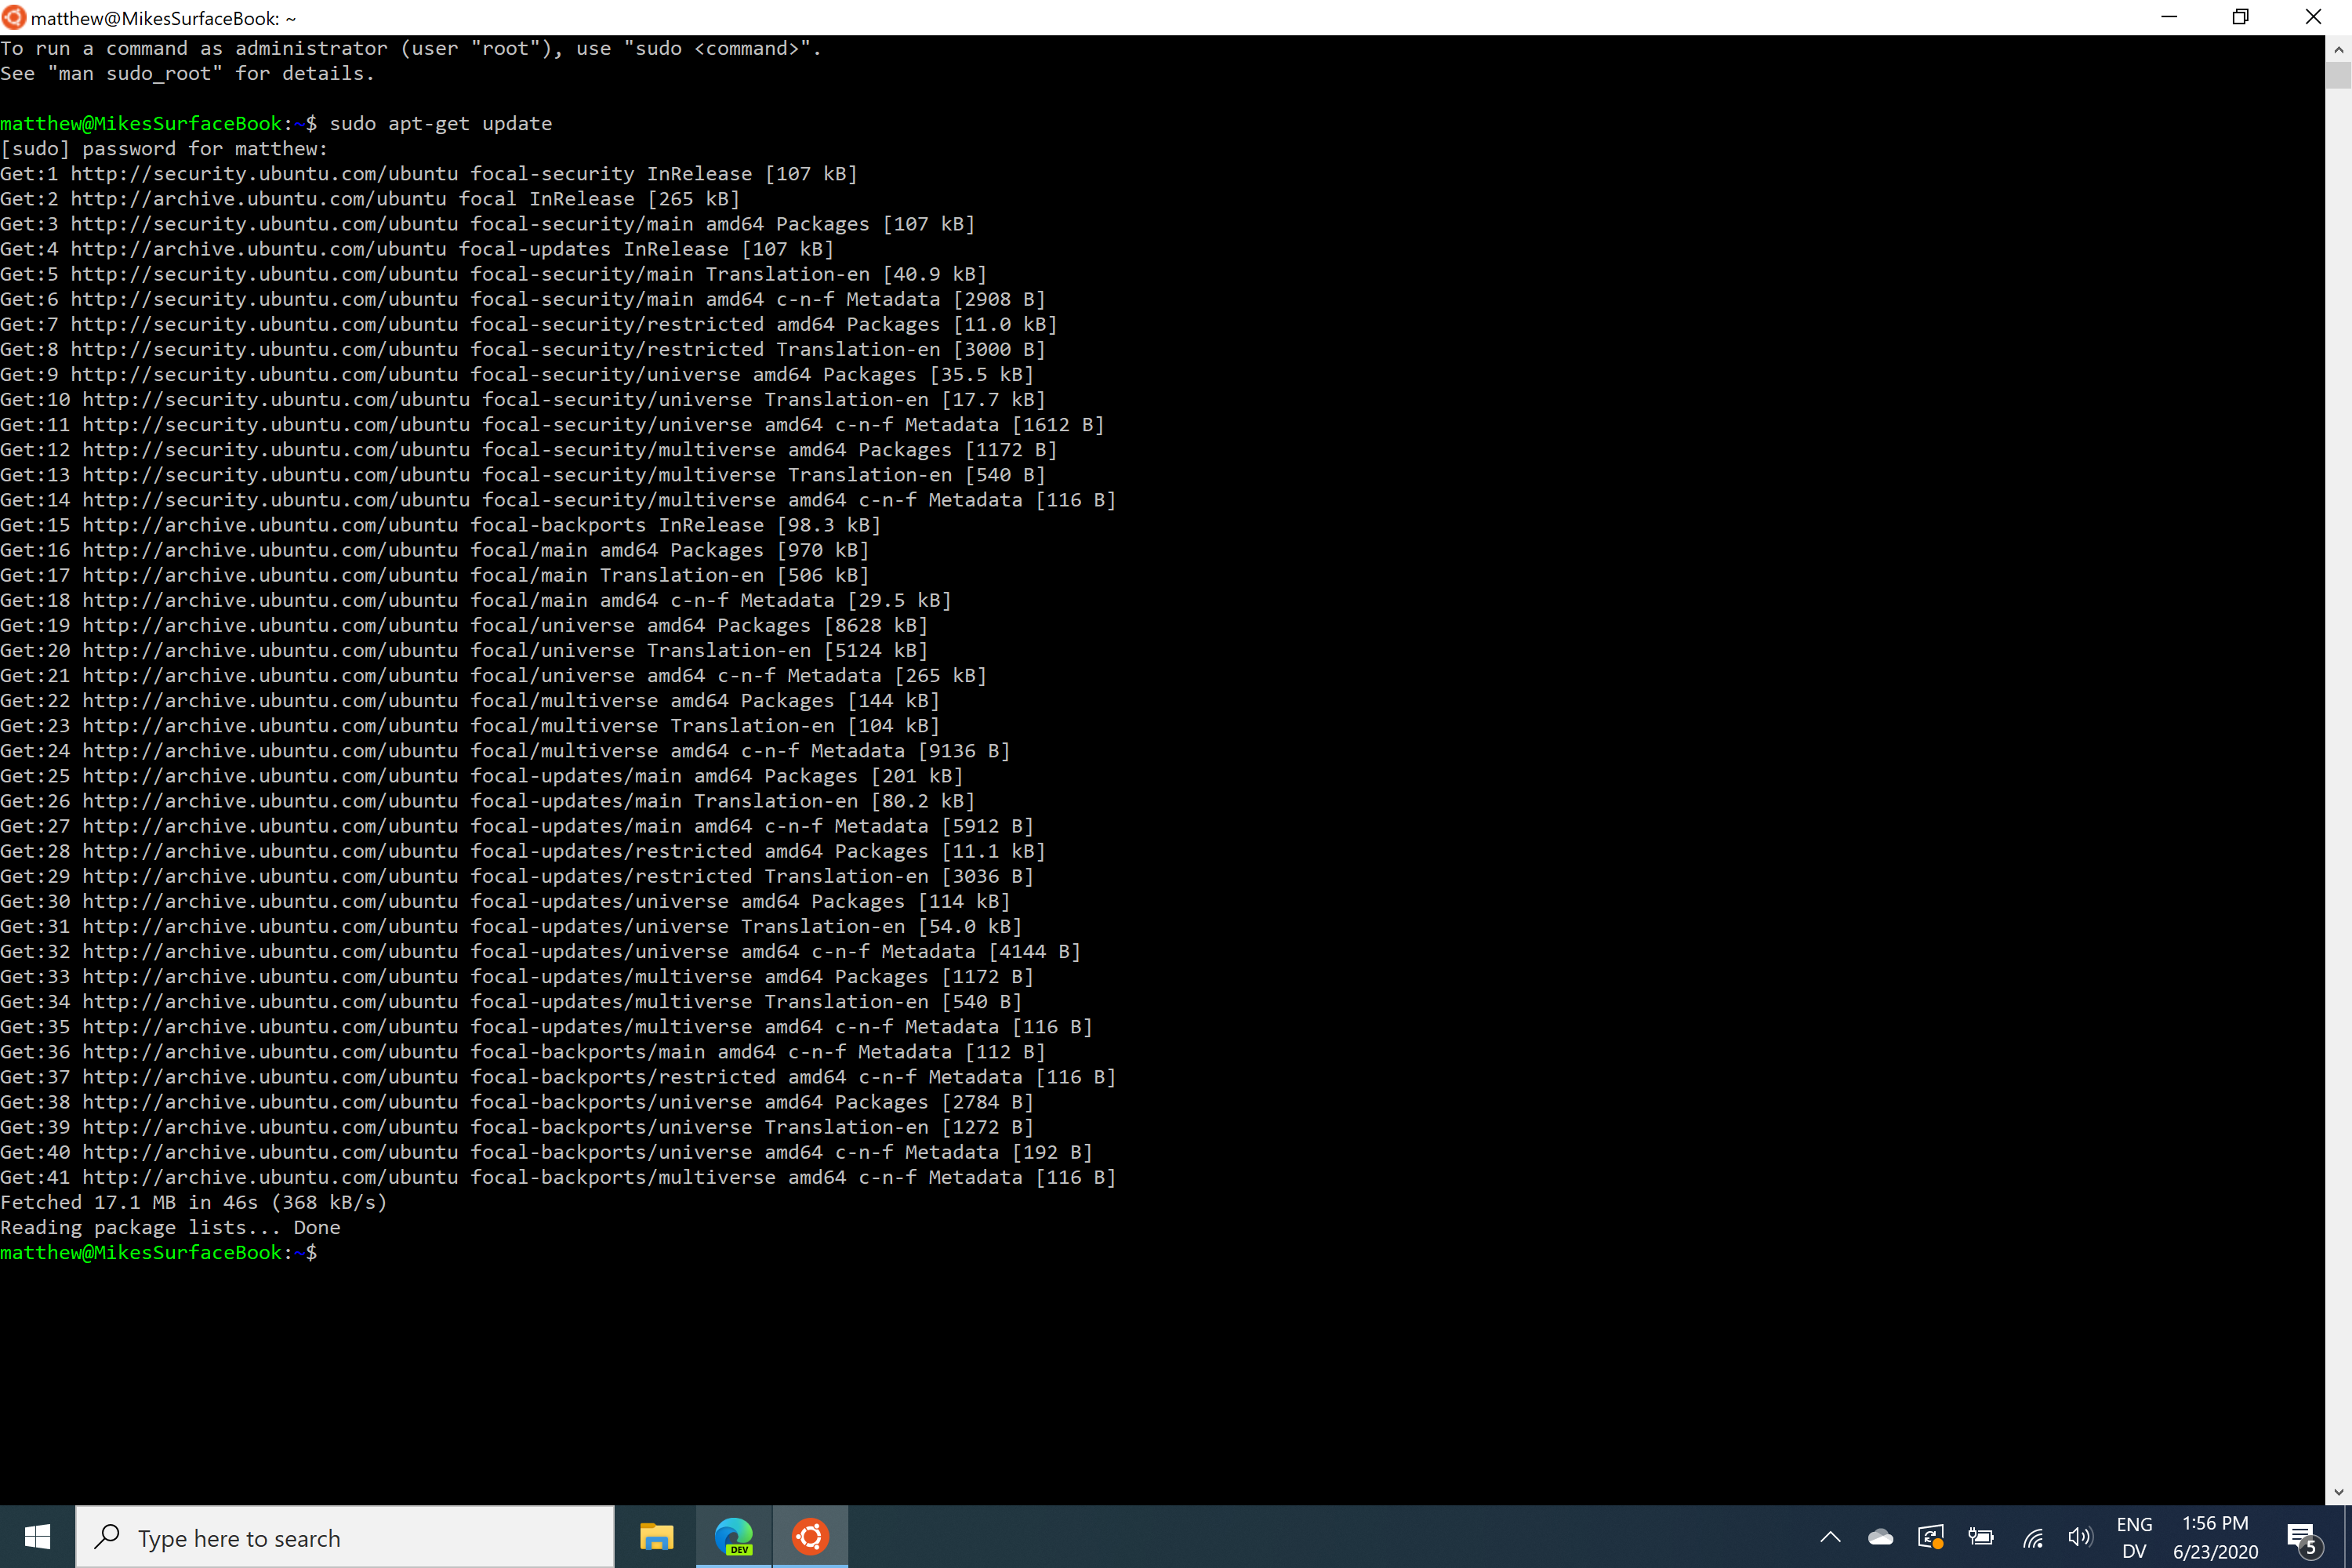 matthew@MikesSurfaceBook: ~
To run a command as administrator (user "root"), use "sudo <command>".
See "man sudo_root" for details.
matthew@MikesSurfaceBook:~$ sudo apt-get update
[sudo] password for matthew:
Get:1 http://security.ubuntu.com/ubuntu focal-security InRelease [107 kB]
Get:2 http://archive.ubuntu.com/ubuntu focal InRelease [265 kB]
Get:3 http://security.ubuntu.com/ubuntu focal-security/main amd64 Packages [107 kB]
Get:4 http://archive.ubuntu.com/ubuntu focal-updates InRelease [107 kB]
Get:5 http://security.ubuntu.com/ubuntu focal-security/main Translation-en [40.9 kB]
Get:6 http://security.ubuntu.com/ubuntu focal-security/main amd64 c-n-f Metadata [2908 B]
Get:7 http://security.ubuntu.com/ubuntu focal-security/restricted amd64 Packages [11.0 kB]
Get:8 http://security.ubuntu.com/ubuntu focal-security/restricted Translation-en [3000 B]
Get:9 http://security.ubuntu.com/ubuntu focal-security/universe amd64 Packages [35.5 kB]
Get:10 http://security.ubuntu.com/ubuntu focal-security/universe Translation-en [17.7 kB]
Get:11 http://security.ubuntu.com/ubuntu focal-security/universe amd64 c-n-f Metadata [1612 B]
Get:12 http://security.ubuntu.com/ubuntu focal-security/multiverse amd64 Packages [1172 B]
Get:13 http://security.ubuntu.com/ubuntu focal-security/multiverse Translation-en [540 B]
Get:14 http://security.ubuntu.com/ubuntu focal-security/multiverse amd64 c-n-f Metadata [116 B]
Get:15 http://archive.ubuntu.com/ubuntu focal-backports InRelease [98.3 kB]
Get:16 http://archive.ubuntu.com/ubuntu focal/main amd64 Packages [970 kB]
Get:17 http://archive.ubuntu.com/ubuntu focal/main Translation-en [506 kB]
Get:18 http://archive.ubuntu.com/ubuntu focal/main amd64 c-n-f Metadata [29.5 kB]
Get:19 http://archive.ubuntu.com/ubuntu focal/universe amd64 Packages [8628 kB]
Get:20 http://archive.ubuntu.com/ubuntu focal/universe Translation-en [5124 kB]
Get:21 http://archive.ubuntu.com/ubuntu focal/universe amd64 c-n-f Metadata [265 kB]
Get:22 http://archive.ubuntu.com/ubuntu focal/multiverse amd64 Packages [144 kB]
Get:23 http://archive.ubuntu.com/ubuntu focal/multiverse Translation-en [104 kB]
Get:24 http://archive.ubuntu.com/ubuntu focal/multiverse amd64 c-n-f Metadata [9136 B]
Get:25 http://archive.ubuntu.com/ubuntu focal-updates/main amd64 Packages [201 kB]
Get:26 http://archive.ubuntu.com/ubuntu focal-updates/main Translation-en [80.2 kB]
Get:27 http://archive.ubuntu.com/ubuntu focal-updates/main amd64 c-n-f Metadata [5912 B]
Get:28 http://archive.ubuntu.com/ubuntu focal-updates/restricted amd64 Packages [11.1 kB]
Get:29 http://archive.ubuntu.com/ubuntu focal-updates/restricted Translation-en [3036 B]
Get:30 http://archive.ubuntu.com/ubuntu focal-updates/universe amd64 Packages [114 kB]
Get:31 http://archive.ubuntu.com/ubuntu focal-updates/universe Translation-en [54.0 kB]
Get:32 http://archive.ubuntu.com/ubuntu focal-updates/universe amd64 c-n-f Metadata [4144 B]
Get:33 http://archive.ubuntu.com/ubuntu focal-updates/multiverse amd64 Packages [1172 B]
Get:34 http://archive.ubuntu.com/ubuntu focal-updates/multiverse Translation-en [540 B]
Get:35 http://archive.ubuntu.com/ubuntu focal-updates/multiverse amd64 c-n-f Metadata [116 B]
Get:36 http://archive.ubuntu.com/ubuntu focal-backports/main amd64 c-n-f Metadata [112 B]
Get:37 http://archive.ubuntu.com/ubuntu focal-backports/restricted amd64 c-n-f Metadata [116 B]
Get:38 http://archive.ubuntu.com/ubuntu focal-backports/universe amd64 Packages [2784 B]
Get:39 http://archive.ubuntu.com/ubuntu focal-backports/universe Translation-en [1272 B]
Get:40 http://archive.ubuntu.com/ubuntu focal-backports/universe amd64 c-n-f Metadata [192 B]
Get:41 http://archive.ubuntu.com/ubuntu focal-backports/multiverse amd64 c-n-f Metadata [116 B]
Fetched 17.1 MB in 46s (368 kB/s)
Reading package lists... Done
matthew@MikesSurfaceBook:~$
Type here to search
DEV
ENG
DV
1:56 PM
6/23/2020
5